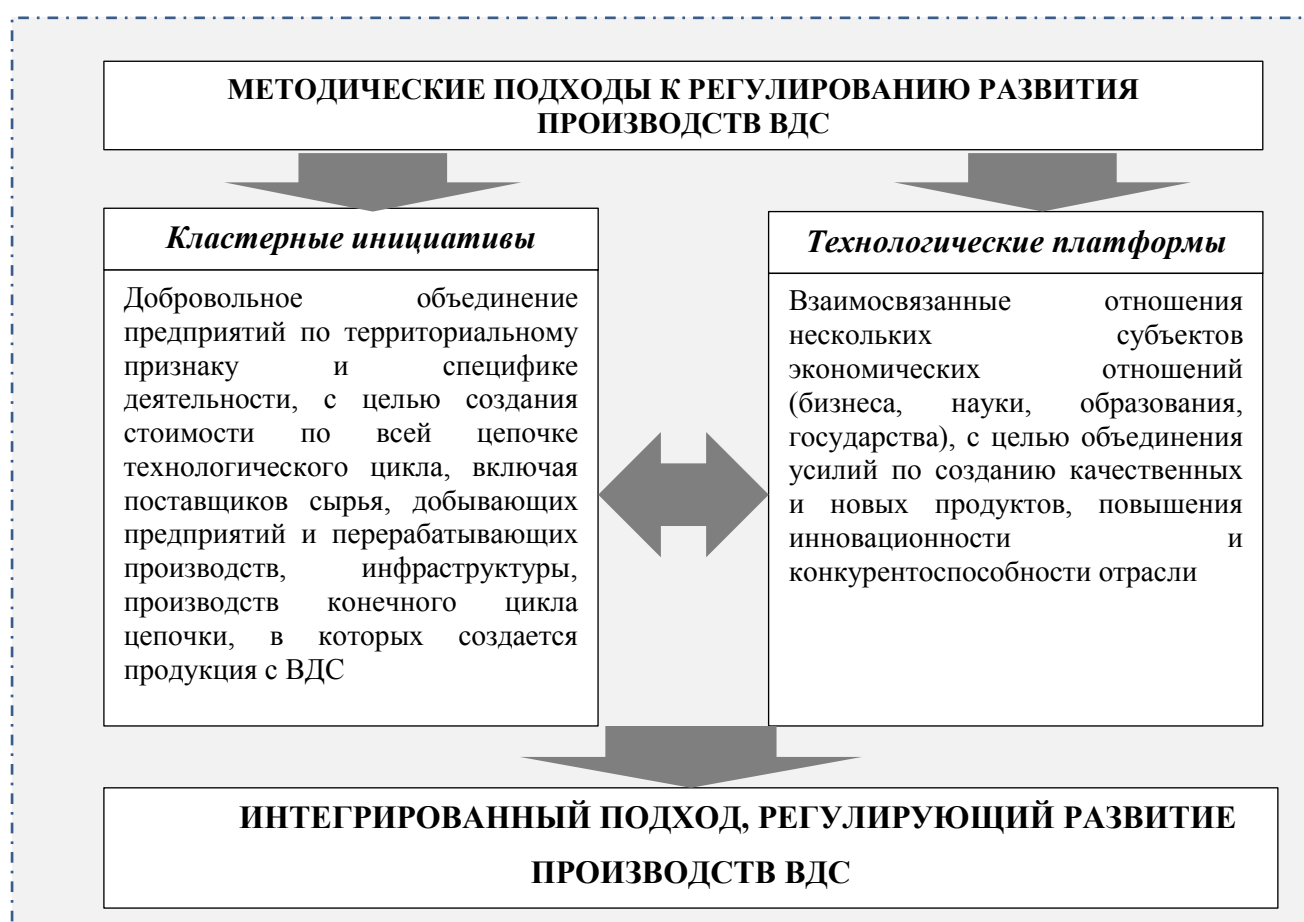 МЕТОДИЧЕСКИЕ ПОДХОДЫ К РЕГУЛИРОВАНИЮ РАЗВИТИЯ
ПРОИЗВОДСТВ ВДС
Кластерные инициативы
Добровольное объединение
предприятий по территориальному
признаку и специфике
деятельности, с целью создания
стоимости по всей цепочке
технологического цикла, включая
поставщиков сырья, добывающих
предприятий и перерабатывающих
производств, инфраструктуры,
производств конечного цикла
цепочки, в которых создается
продукция с ВДС
Технологические платформы
Взаимосвязанные отношения
нескольких субъектов
экономических отношений
(бизнеса, науки, образования,
государства), с целью объединения
усилий по созданию качественных
и новых продуктов, повышения
инновационности и
конкурентоспособности отрасли
ИНТЕГРИРОВАННЫЙ ПОДХОД, РЕГУЛИРУЮЩИЙ РАЗВИТИЕ
ПРОИЗВОДСТВ ВДС